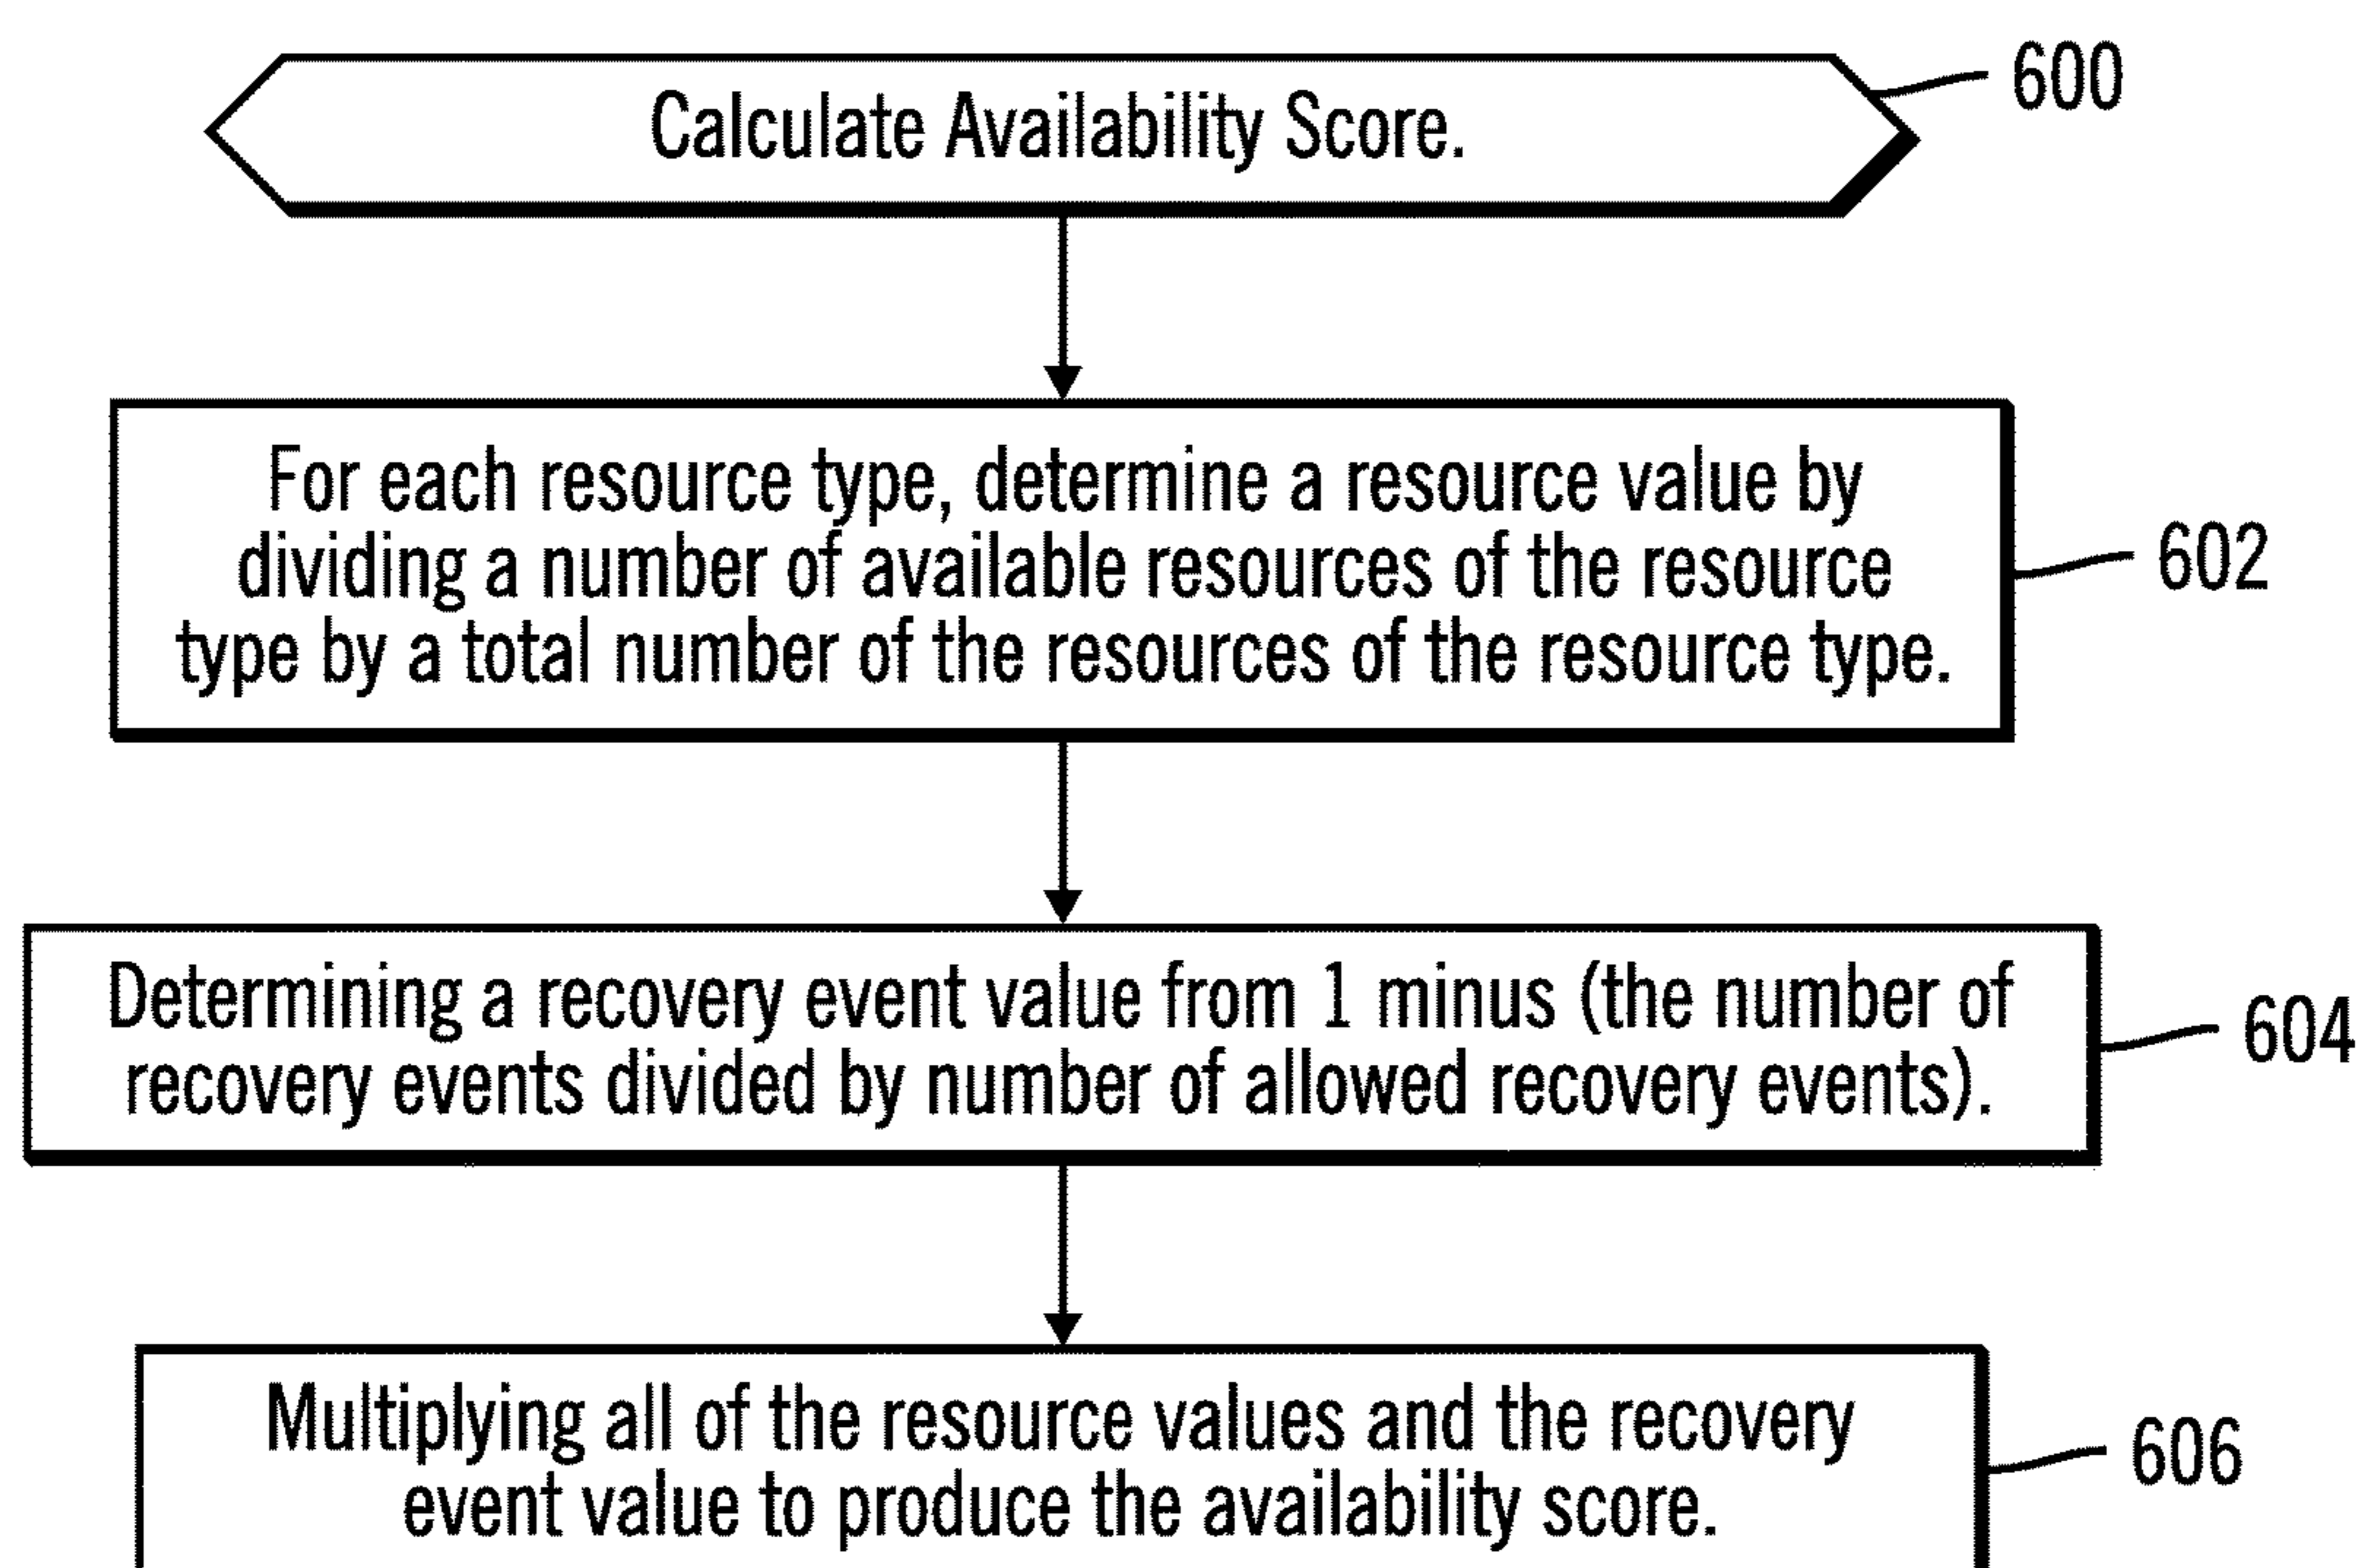 Calculate Availability Score.
600
For each resource type, determine a resource value by
dividing a number of available resources of the resource
type by a total number of the resources of the resource type.
602
Determining a recovery event value from 1 minus (the number of
recovery events divided by number of allowed recovery events).
604
Multiplying all of the resource values and the recovery
event value to produce the availability score.
606